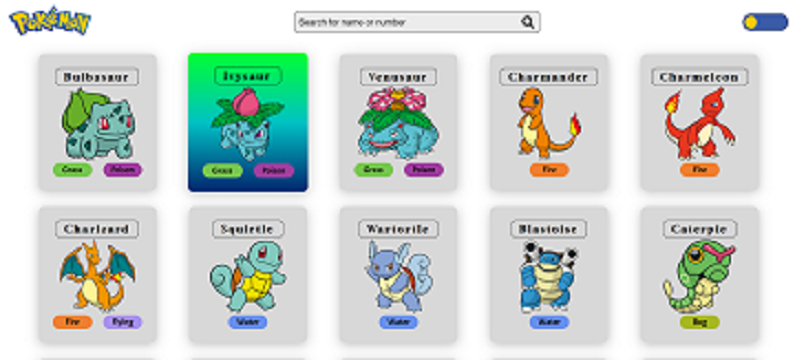 POKéMON
Search for name or number
Bulbasaur
Ivysaur
Venusaur
Charmander
Charmeleon
Grass Poison
Grass Poison
Grass Poison
Fire
Fire
Charizard
Squirtle
Wartortle
Blastoise
Caterpie
Fire Flying
Water
Water
Water
Bug